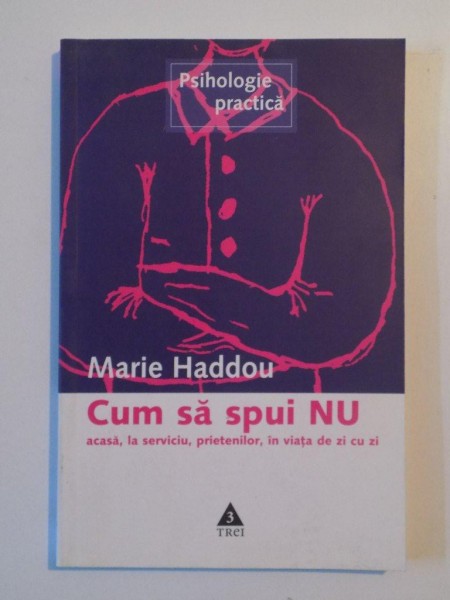 Psihologie
practică
Marie Haddou
Cum să spui NU
acasă, la serviciu, prietenilor, în viața de zi cu zi
3
TREI